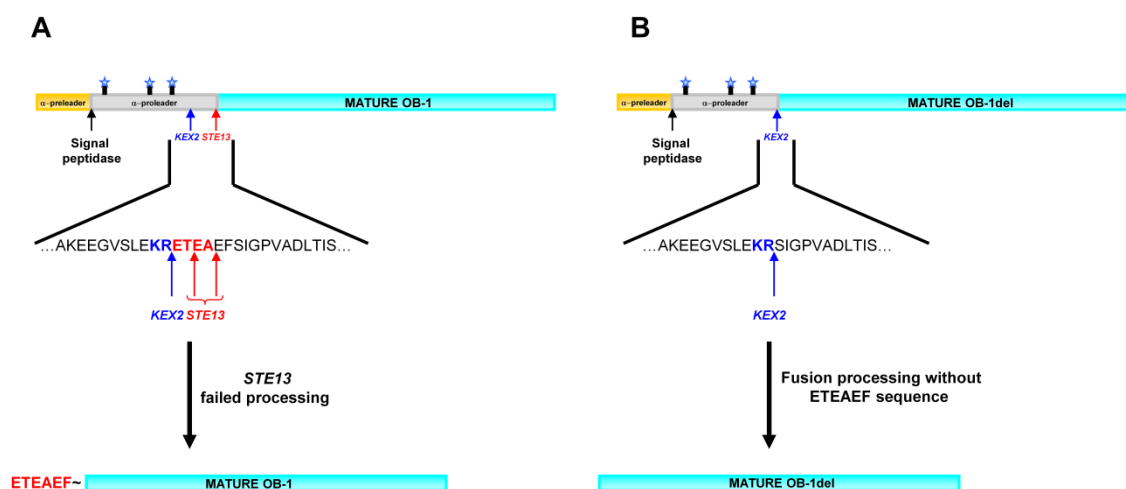 A
α-preleader
α-proleader
MATURE OB-1
Signal
peptidase
KEX2 STE13
...AKEEGVSLEKRETEAEFSIGPVADLTIS...
KEX2 STE13
STE13
failed processing
ETEAEF~
MATURE OB-1
B
α-preleader
α-proleader
MATURE OB-1del
Signal
peptidase
KEX2
...AKEEGVSLEKRSIGPVADLTIS...
KEX2
Fusion processing without
ETEAEF sequence
MATURE OB-1del